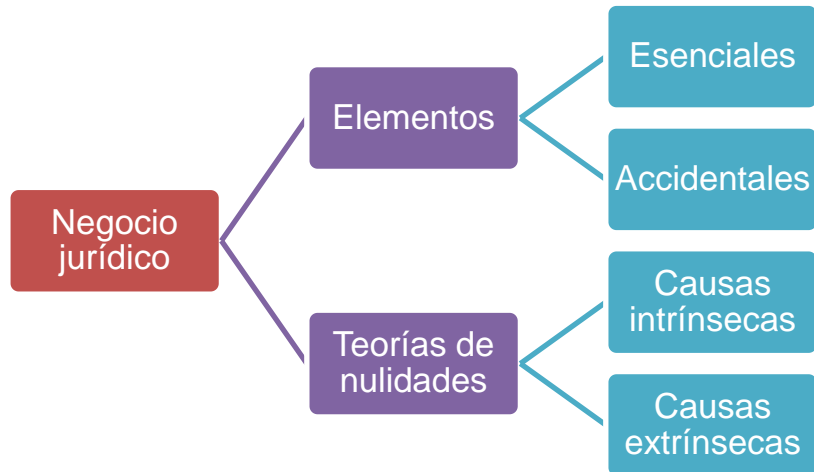 Esenciales
Elementos
Accidentales
Negocio
jurídico
Causas
intrínsecas
Teorías de
nulidades
Causas
extrínsecas